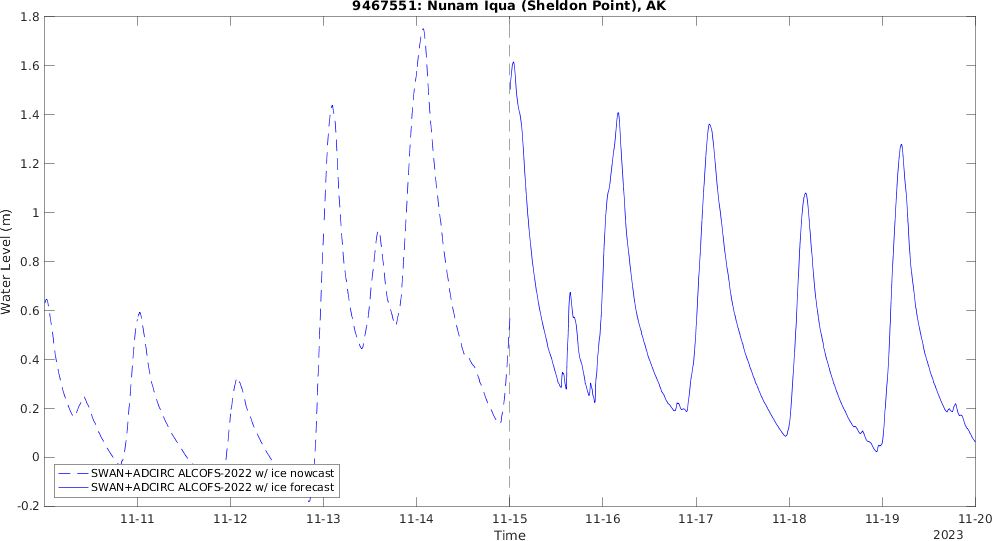 9467551: Nunam Iqua (Sheldon Point), AK
1.8
1.6
1.4
1.2
1
0.8
0.6
0.4
0.2
0
-0.2
Water Level (m)
SWAN+ADCIRC ALCOFS-2022 w/ ice nowcast
SWAN+ADCIRC ALCOFS-2022 w/ ice forecast
11-11 11-12 11-13 11-14 11-15 11-16 11-17 11-18 11-19 11-20
Time
2023